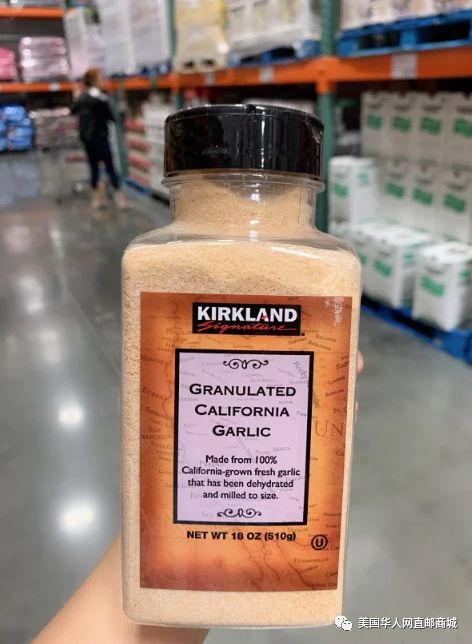 KIRKLAND
Signature
GRANULATED
CALIFORNIA
GARLIC
Made from 100%
California-grown fresh garlic
that has been dehydrated
and milled to size.
NET WT 18 OZ (510g)
U
美国华人网直邮商城